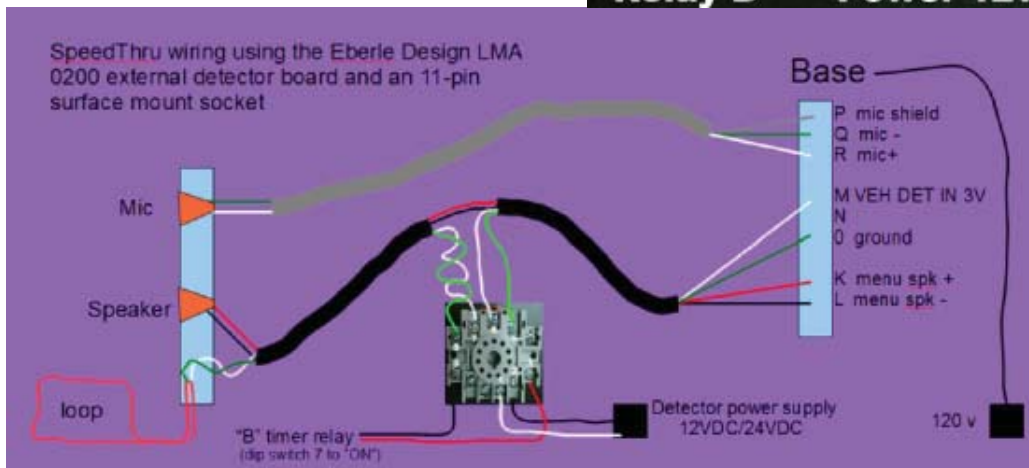 SpeedThru wiring using the Eberle Design LMA
0200 external detector board and an 11-pin
surface mount socket
Base
P mic shield
Q mic -
R mic+
Mic
M VEH DET IN 3V
N
0 ground
K menu spk +
L menu spk -
Speaker
loop
Detector power supply
12VDC/24VDC
120 v
"B" timer relay
(dip switch 7 to "ON")